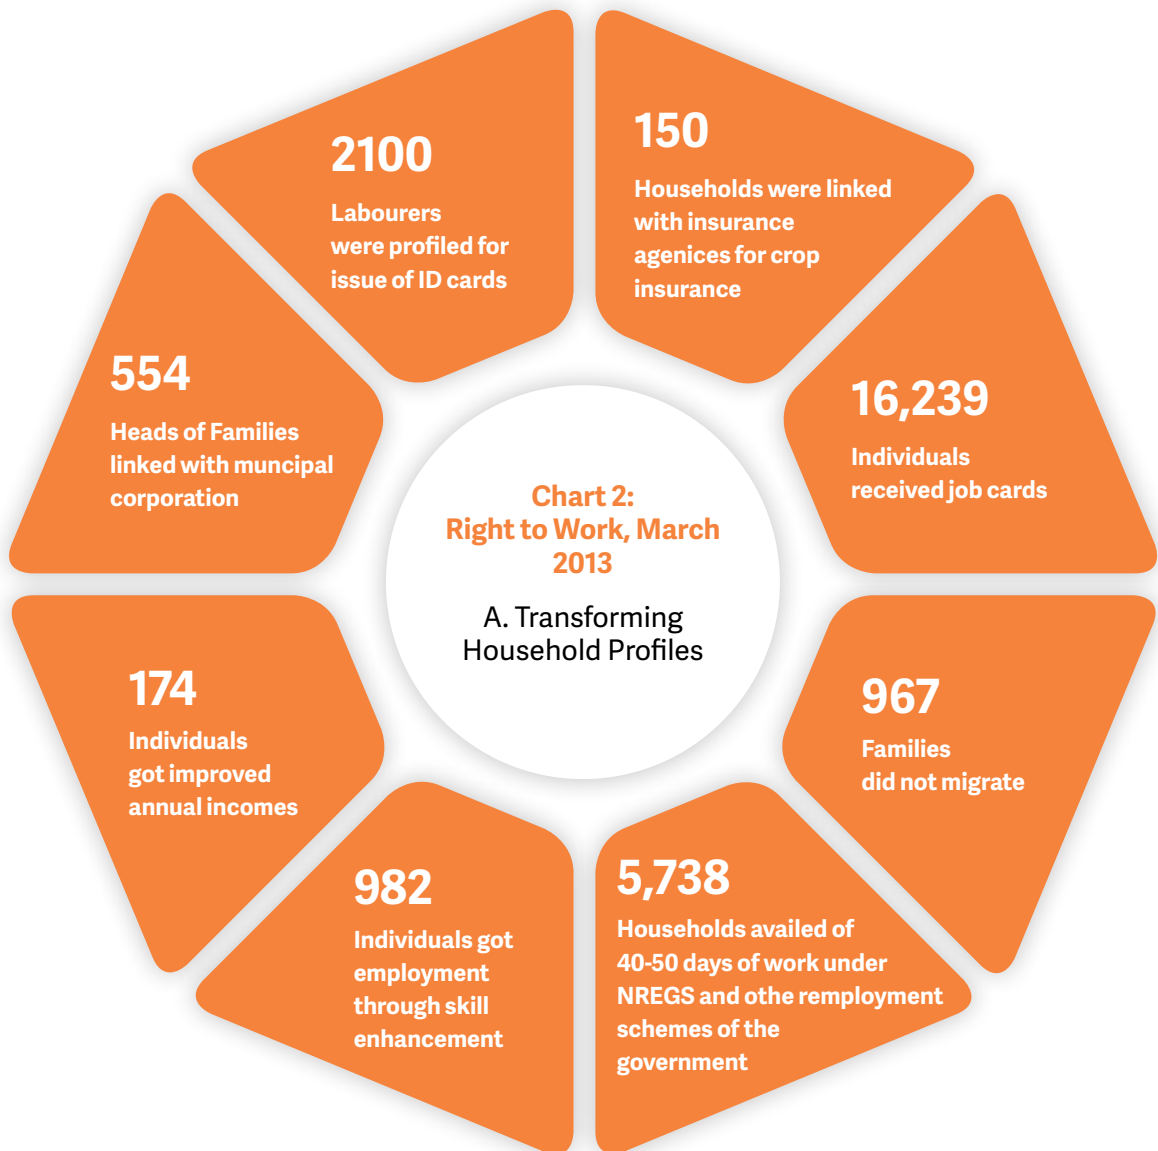 2100
Labourers
were profiled for
issue of ID cards
150
Households were linked
with insurance
agenices for crop
insurance
554
Heads of Families
linked with muncipal
corporation
16,239
Individuals
received job cards
Chart 2:
Right to Work, March
2013
A. Transforming
Household Profiles
174
Individuals
got improved
annual incomes
967
Families
did not migrate
982
Individuals got
employment
through skill
enhancement
5,738
Households availed of
40-50 days of work under
NREGS and othe remployment
schemes of the
government